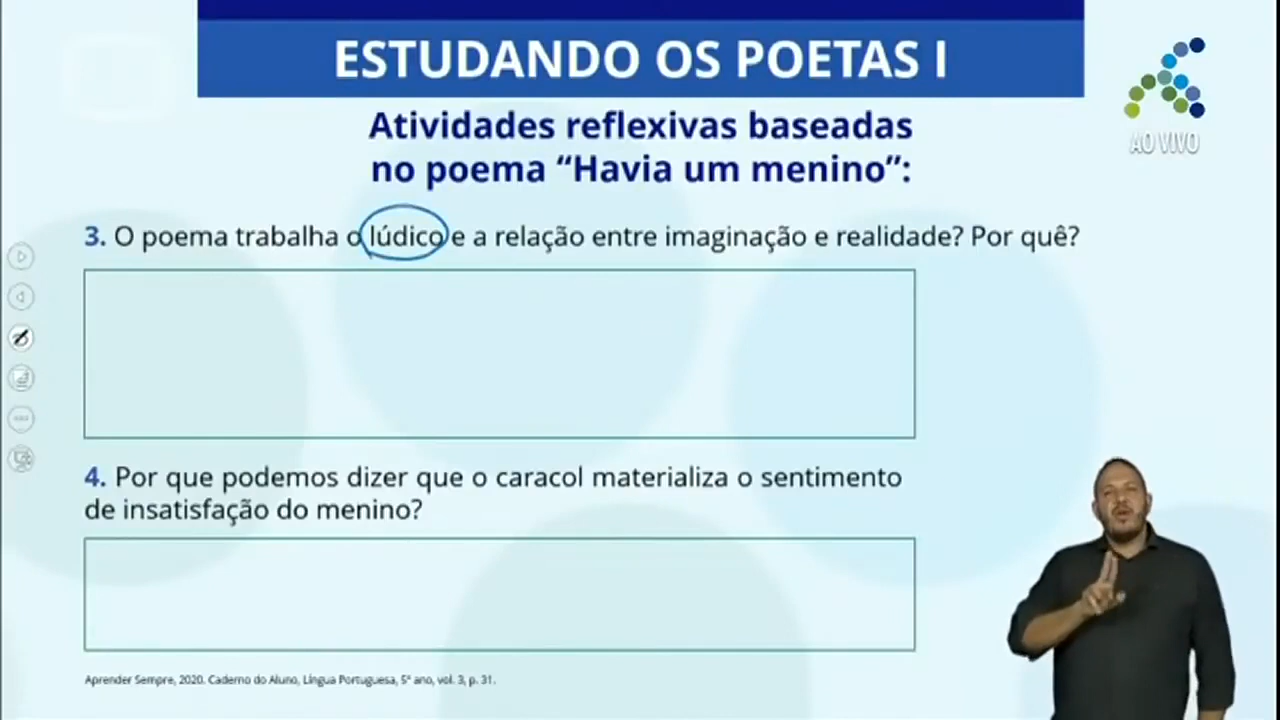 ESTUDANDO OS POETAS I
AO VIVO
Atividades reflexivas baseadas
no poema “Havia um menino”:
3. O poema trabalha o lúdico e a relação entre imaginação e realidade? Por quê?
4. Por que podemos dizer que o caracol materializa o sentimento
de insatisfação do menino?
Aprender Sempre, 2020. Caderno do Aluno, Língua Portuguesa, 5º ano, vol. 3, p. 31.